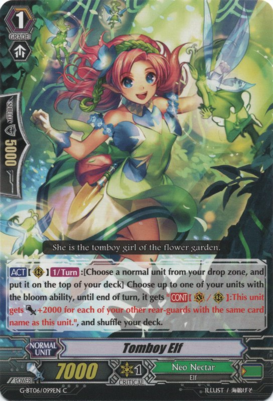 1
GRADE
5000
She is the tomboy girl of the flower garden.
ACT [ ] 1/Turn :[Choose a normal unit from your drop zone, and
put it on the top of your deck] Choose up to one of your units
with the bloom ability, until end of turn, it gets "CONT[ / ]:This unit
gets +2000 for each of your other rear-guards with the same card
name as this unit.", and shuffle your deck.
NORMAL
UNIT
Tomboy Elf
7000
1
CRITICAL
Neo Nectar
Elf
POWER
G-BT06/099EN C